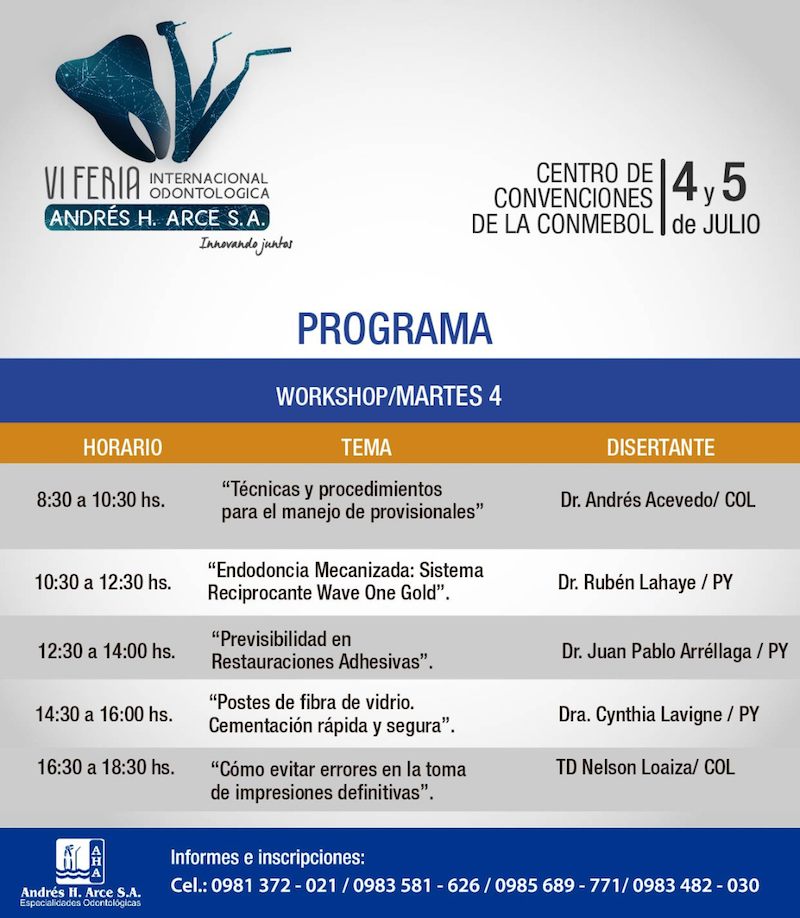 VI FERIA INTERNACIONAL
ODONTOLOGICA
ANDRÉS H. ARCE S.A.
Innovando juntos
CENTRO DE
CONVENCIONES
DE LA CONMEBOL
4 y 5
de JULIO
PROGRAMA
WORKSHOP/MARTES 4
HORARIO TEMA DISERTANTE
8:30 a 10:30 hs.
“Técnicas y procedimientos
para el manejo de provisionales”
Dr. Andrés Acevedo/ COL
10:30 a 12:30 hs.
“Endodoncia Mecanizada: Sistema
Reciprocante Wave One Gold”.
Dr. Rubén Lahaye / PY
12:30 a 14:00 hs.
“Previsibilidad en
Restauraciones Adhesivas”.
Dr. Juan Pablo Arréllaga / PY
14:30 a 16:00 hs.
“Postes de fibra de vidrio.
Cementación rápida y segura”.
Dra. Cynthia Lavigne / PY
16:30 a 18:30 hs.
“Cómo evitar errores en la toma
de impresiones definitivas”.
TD Nelson Loaiza/ COL
AHA
Andrés H. Arce S.A.
Especialidades Odontológicas
Informes e inscripciones:
Cel.: 0981 372 - 021 / 0983 581 - 626 / 0985 689 - 771/ 0983 482 - 030